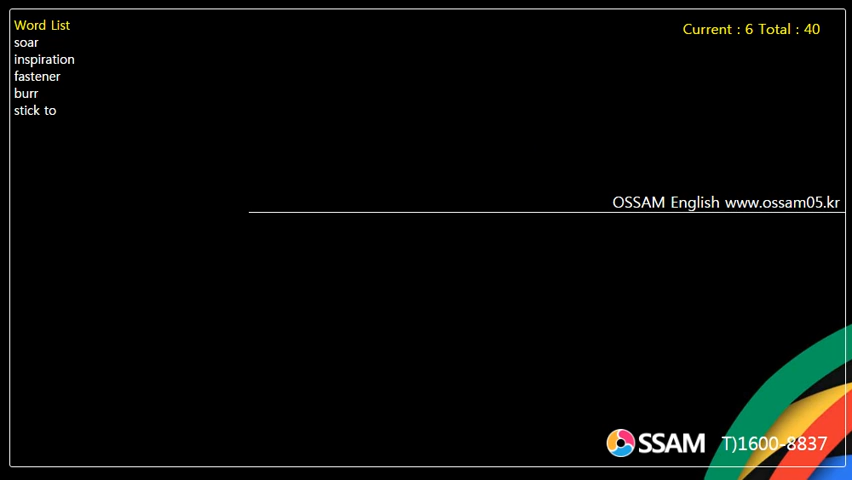 Word List
soar
inspiration
fastener
burr
stick to
Current : 6 Total : 40
OSSAM English www.ossam05.kr
OSSAM T)1600-8837